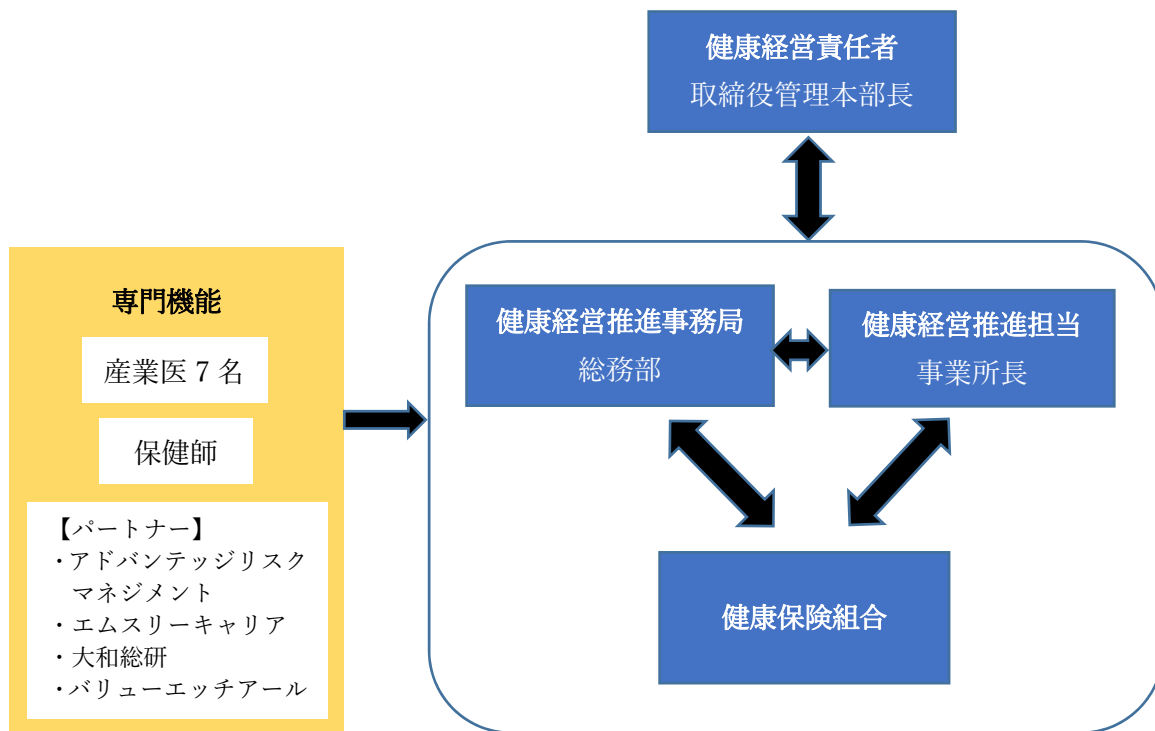 健康経営責任者
取締役管理本部長
専門機能
産業医 7 名
保健師
【パートナー】
・アドバンテッジリスク
マネジメント
・エムスリーキャリア
・大和総研
・バリューエッチアール
健康経営推進事務局
総務部
健康経営推進担当
事業所長
健康保険組合